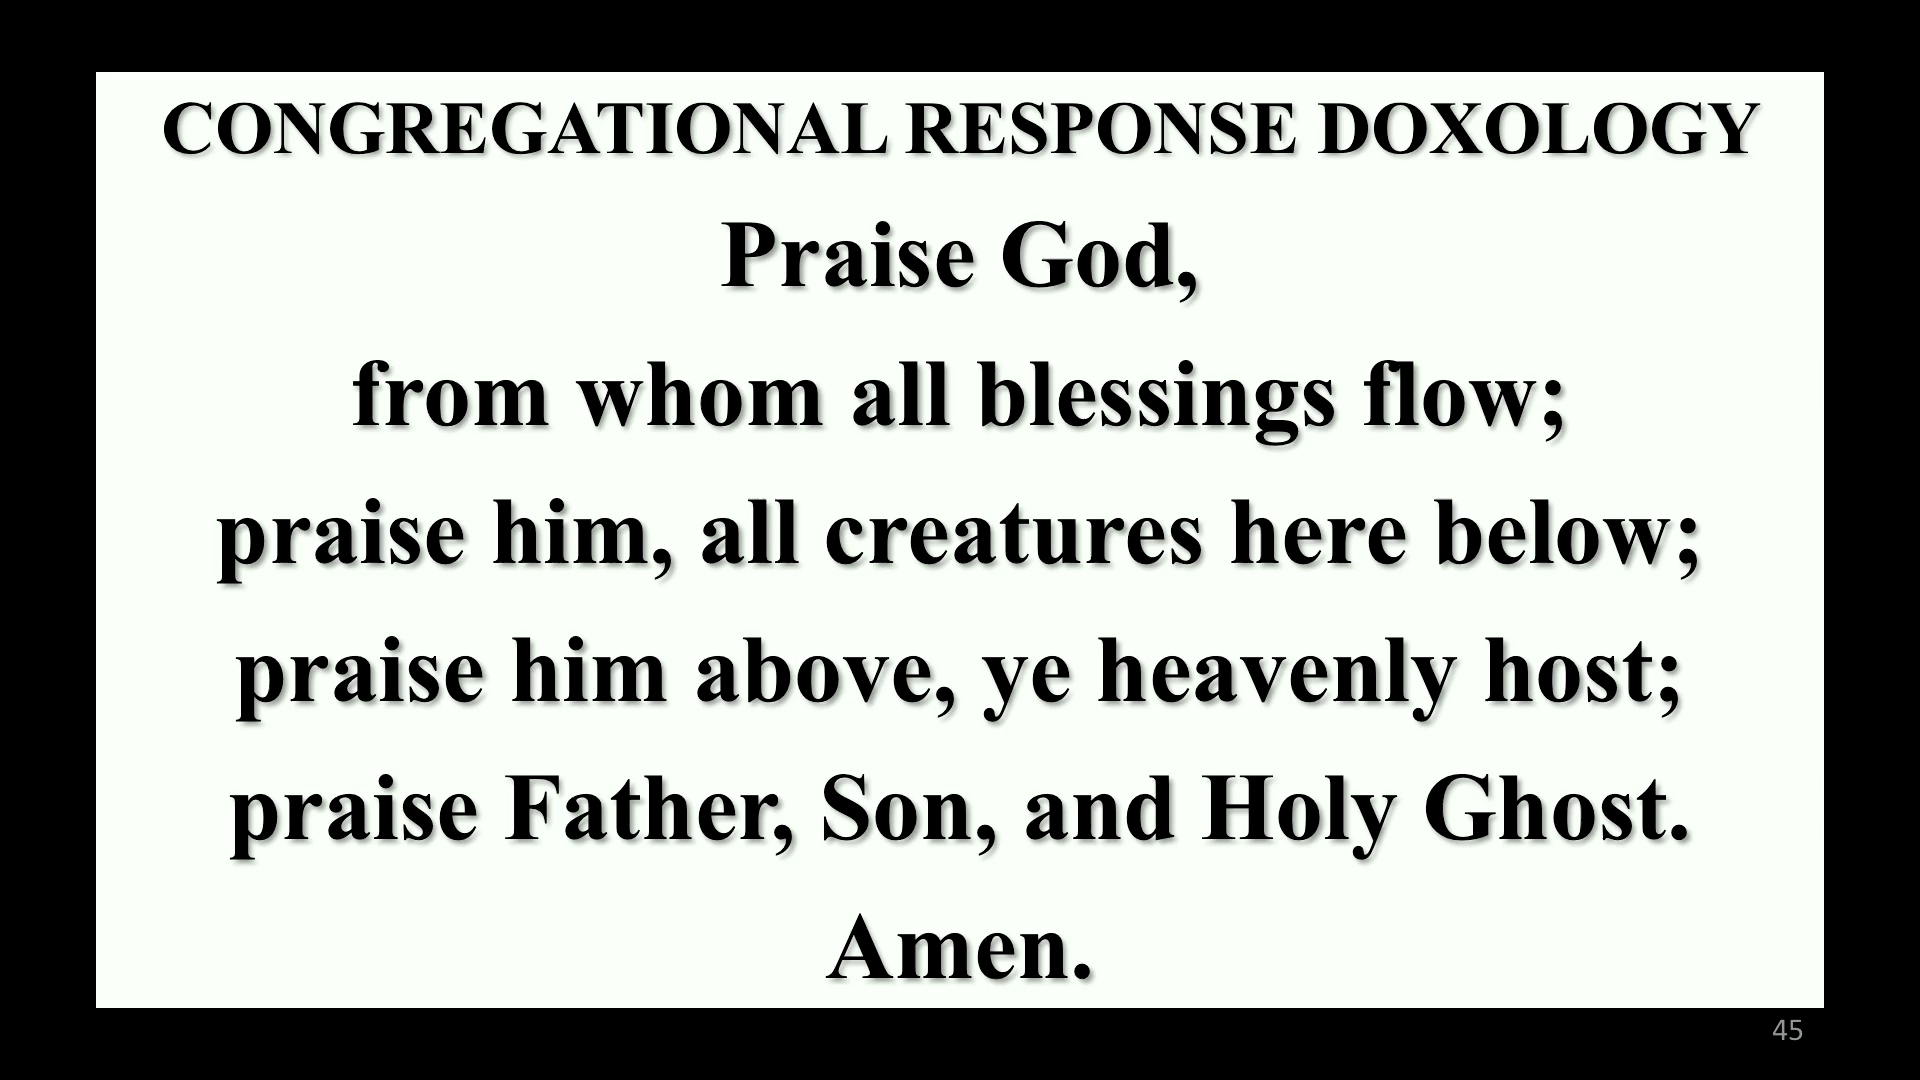 CONGREGATIONAL RESPONSE DOXOLOGY
Praise God,
from whom all blessings flow;
praise him, all creatures here below;
praise him above, ye heavenly host;
praise Father, Son, and Holy Ghost.
Amen.
45